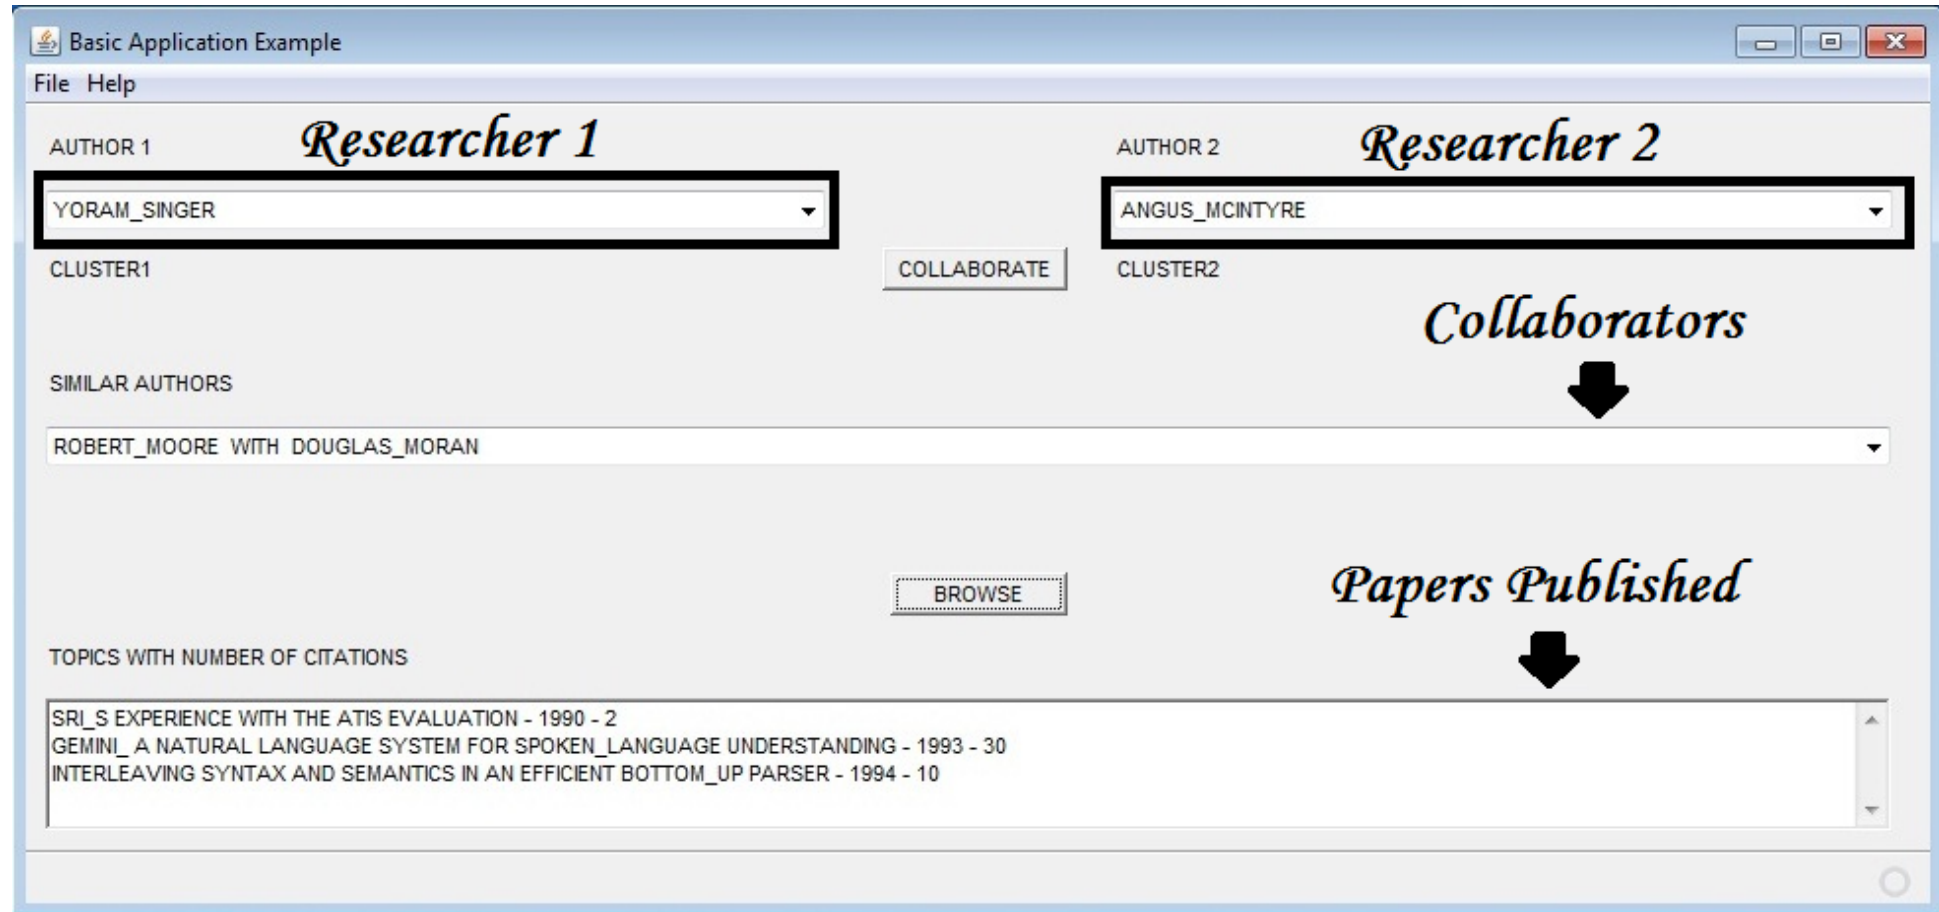 Basic Application Example
File Help
AUTHOR 1 Researcher 1 AUTHOR 2 Researcher 2
YORAM_SINGER ANGUS_MCINTYRE
CLUSTER1 COLLABORATE CLUSTER2
Collaborators
SIMILAR AUTHORS
ROBERT_MOORE WITH DOUGLAS_MORAN
BROWSE Papers Published
TOPICS WITH NUMBER OF CITATIONS
SRI_S EXPERIENCE WITH THE ATIS EVALUATION - 1990 - 2
GEMINI_ A NATURAL LANGUAGE SYSTEM FOR SPOKEN_LANGUAGE UNDERSTANDING - 1993 - 30
INTERLEAVING SYNTAX AND SEMANTICS IN AN EFFICIENT BOTTOM_UP PARSER - 1994 - 10